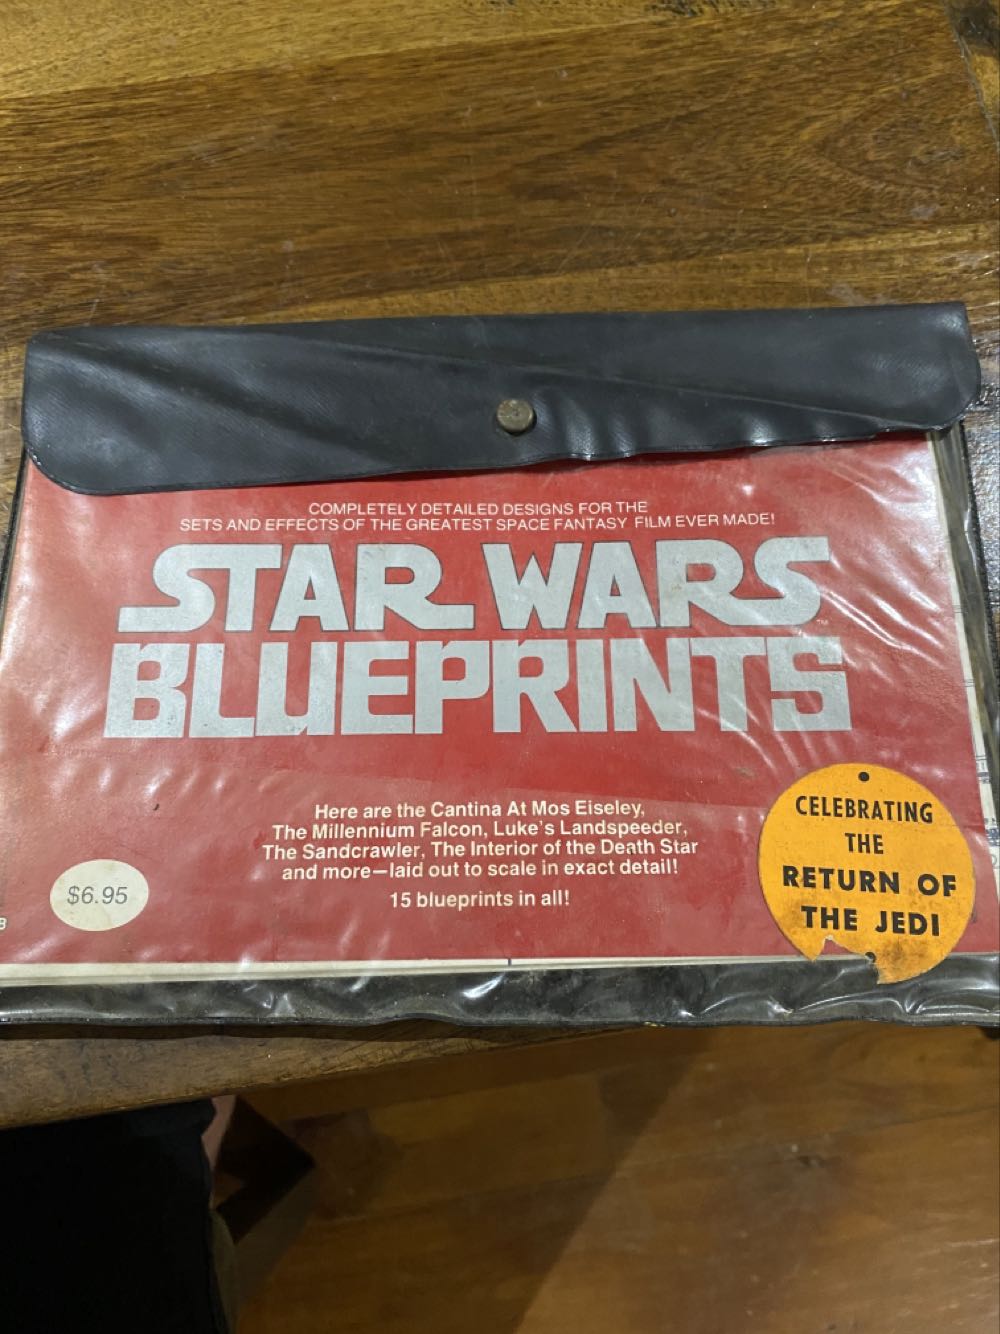 COMPLETELY DETAILED DESIGNS FOR THE
SETS AND EFFECTS OF THE GREATEST SPACE FANTASY FILM EVER MADE!
STAR WARS
BLUEPRINTS
Here are the Cantina At Mos Eiseley,
The Millennium Falcon, Luke's Landspeeder,
The Sandcrawler, The Interior of the Death Star
and more—laid out to scale in exact detail!
15 blueprints in all!
$6.95
CELEBRATING
THE
RETURN OF
THE JEDI